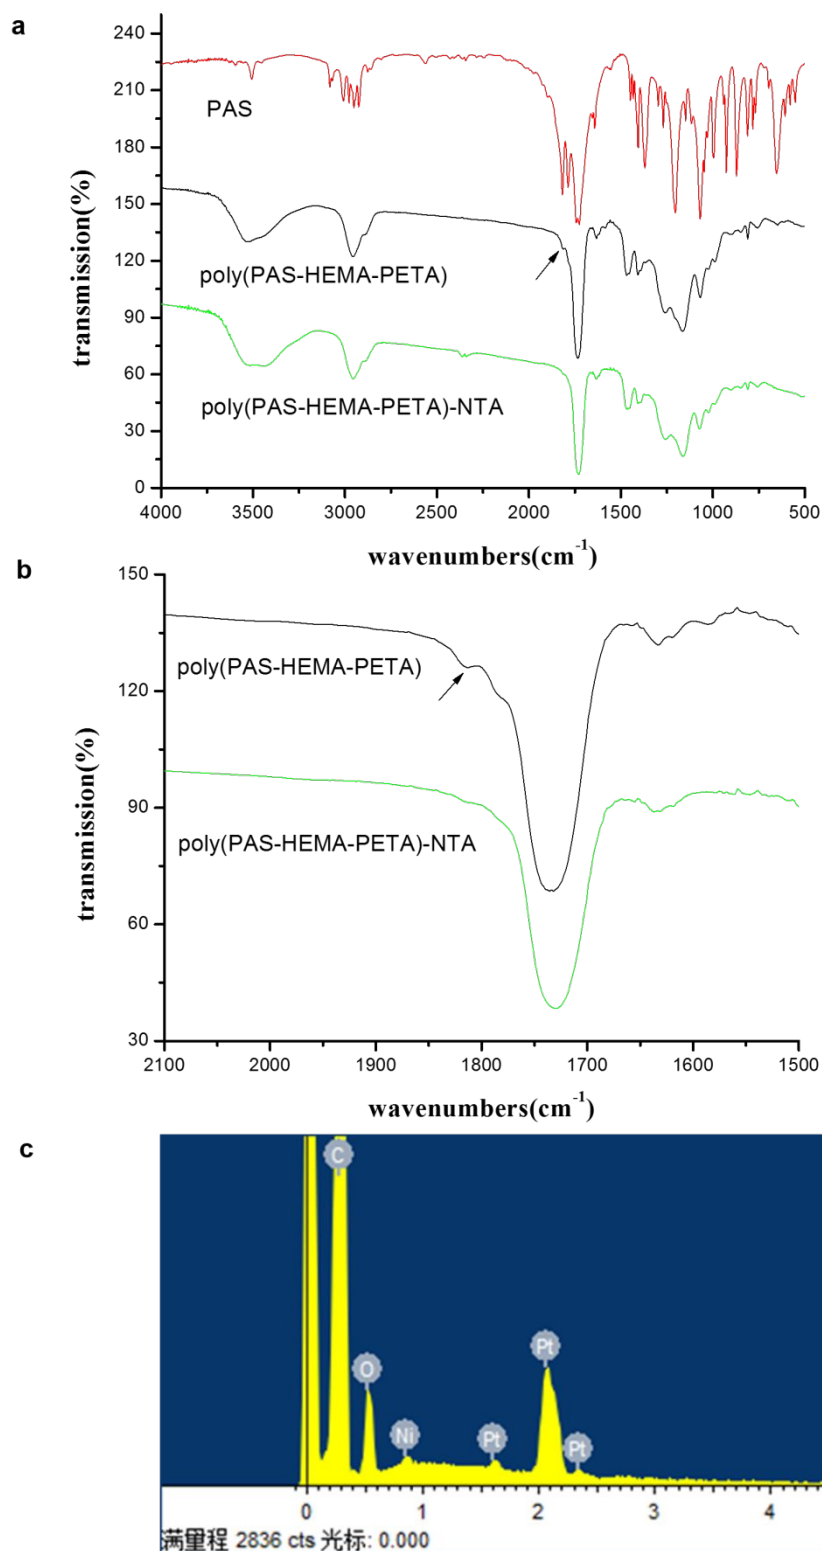 a
240
210
180
150
120
90
60
30
0
transmission(%)
PAS
poly(PAS-HEMA-PETA)
poly(PAS-HEMA-PETA)-NTA
4000 3500 3000 2500 2000 1500 1000 500
wavenumbers(cm⁻¹)
b
150
120
90
60
30
transmission(%)
poly(PAS-HEMA-PETA)
poly(PAS-HEMA-PETA)-NTA
2100 2000 1900 1800 1700 1600 1500
wavenumbers(cm⁻¹)
c
C
O
Ni
Pt
Pt
Pt
0 1 2 3 4
满量程 2836 cts 光标: 0.000